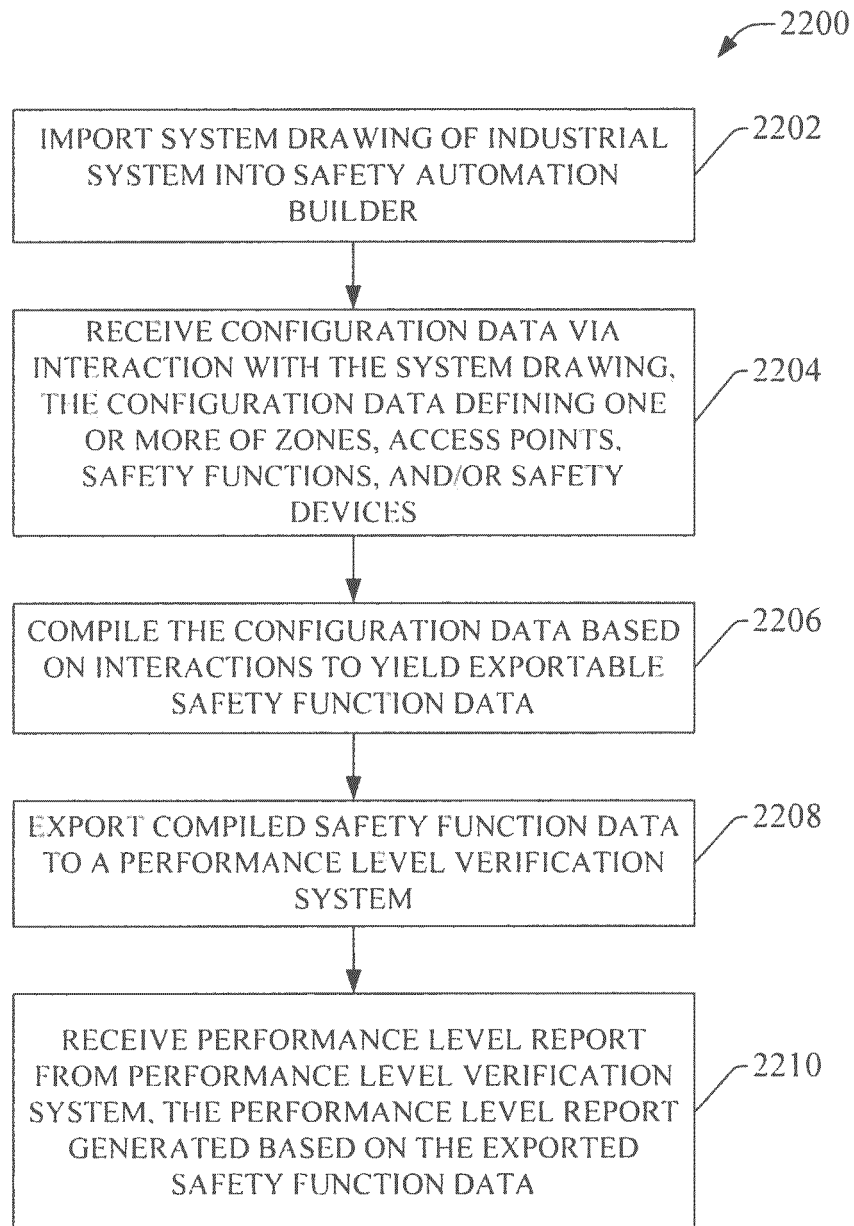 2200
IMPORT SYSTEM DRAWING OF INDUSTRIAL
SYSTEM INTO SAFETY AUTOMATION
BUILDER
2202
RECEIVE CONFIGURATION DATA VIA
INTERACTION WITH THE SYSTEM DRAWING,
THE CONFIGURATION DATA DEFINING ONE
OR MORE OF ZONES, ACCESS POINTS,
SAFETY FUNCTIONS, AND/OR SAFETY
DEVICES
2204
COMPILE THE CONFIGURATION DATA BASED
ON INTERACTIONS TO YIELD EXPORTABLE
SAFETY FUNCTION DATA
2206
EXPORT COMPILED SAFETY FUNCTION DATA
TO A PERFORMANCE LEVEL VERIFICATION
SYSTEM
2208
RECEIVE PERFORMANCE LEVEL REPORT
FROM PERFORMANCE LEVEL VERIFICATION
SYSTEM, THE PERFORMANCE LEVEL REPORT
GENERATED BASED ON THE EXPORTED
SAFETY FUNCTION DATA
2210